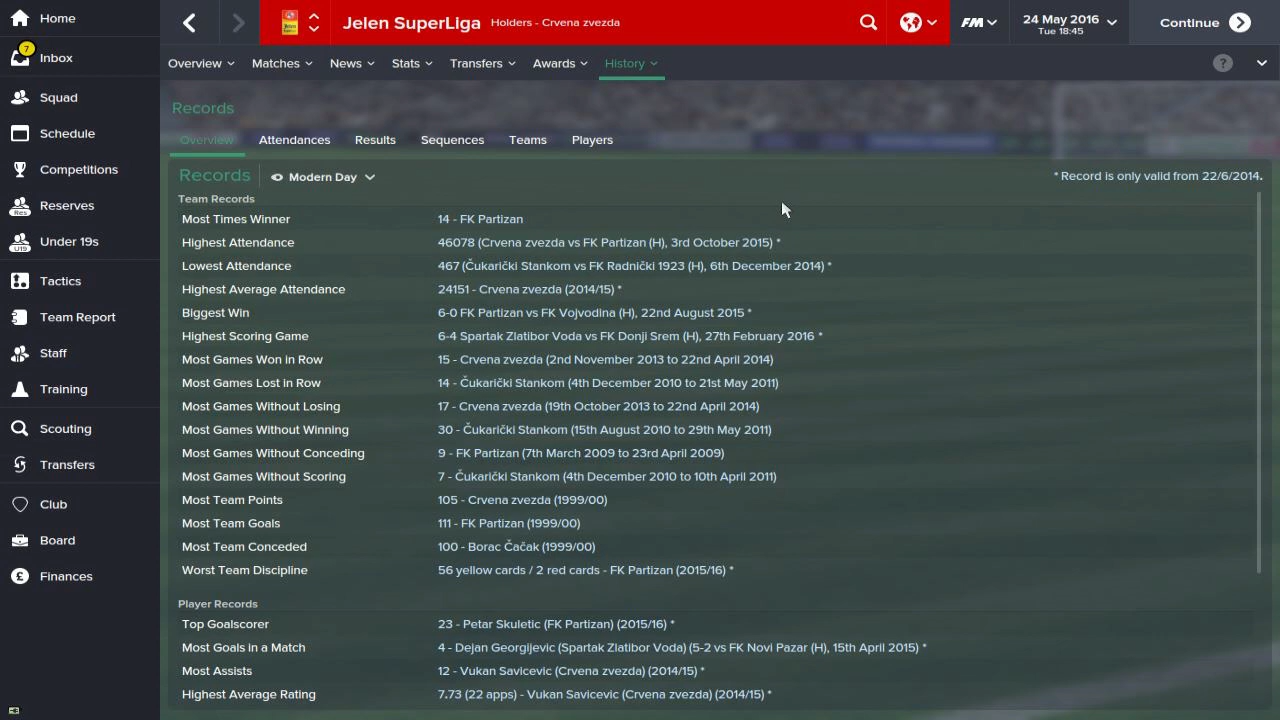 Home
7
Inbox
Squad
Schedule
Competitions
Res
Reserves
U19
Under 19s
Tactics
Team Report
Staff
Training
Scouting
Transfers
Club
Board
£
Finances
Jelen SuperLiga Holders - Crvena zvezda
FM
24 May 2016
Tue 18:45
Continue
Overview Matches News Stats Transfers Awards History ?
Records
Overview Attendances Results Sequences Teams Players
Records Modern Day * Record is only valid from 22/6/2014.
Team Records
Most Times Winner 14 - FK Partizan
Highest Attendance 46078 (Crvena zvezda vs FK Partizan (H), 3rd October 2015) *
Lowest Attendance 467 (Čukarički Stankom vs FK Radnički 1923 (H), 6th December 2014) *
Highest Average Attendance 24151 - Crvena zvezda (2014/15) *
Biggest Win 6-0 FK Partizan vs FK Vojvodina (H), 22nd August 2015 *
Highest Scoring Game 6-4 Spartak Zlatibor Voda vs FK Donji Srem (H), 27th February 2016 *
Most Games Won in Row 15 - Crvena zvezda (2nd November 2013 to 22nd April 2014)
Most Games Lost in Row 14 - Čukarički Stankom (4th December 2010 to 21st May 2011)
Most Games Without Losing 17 - Crvena zvezda (19th October 2013 to 22nd April 2014)
Most Games Without Winning 30 - Čukarički Stankom (15th August 2010 to 29th May 2011)
Most Games Without Conceding 9 - FK Partizan (7th March 2009 to 23rd April 2009)
Most Games Without Scoring 7 - Čukarički Stankom (4th December 2010 to 10th April 2011)
Most Team Points 105 - Crvena zvezda (1999/00)
Most Team Goals 111 - FK Partizan (1999/00)
Most Team Conceded 100 - Borac Čačak (1999/00)
Worst Team Discipline 56 yellow cards / 2 red cards - FK Partizan (2015/16) *
Player Records
Top Goalscorer 23 - Petar Skuletic (FK Partizan) (2015/16) *
Most Goals in a Match 4 - Dejan Georgijevic (Spartak Zlatibor Voda) (5-2 vs FK Novi Pazar (H), 15th April 2015) *
Most Assists 12 - Vukan Savicevic (Crvena zvezda) (2014/15) *
Highest Average Rating 7.73 (22 apps) - Vukan Savicevic (Crvena zvezda) (2014/15) *